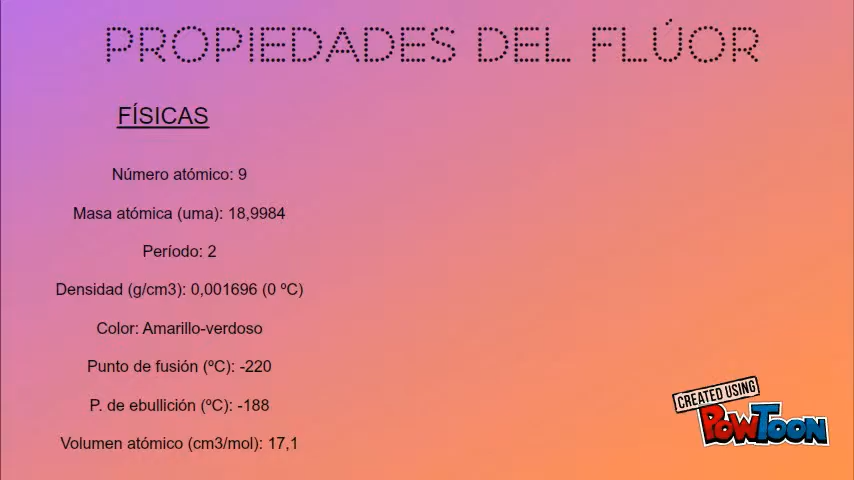 PROPIEDADES DEL FLÚOR
FÍSICAS
Número atómico: 9
Masa atómica (uma): 18,9984
Período: 2
Densidad (g/cm3): 0,001696 (0 ºC)
Color: Amarillo-verdoso
Punto de fusión (ºC): -220
P. de ebullición (ºC): -188
Volumen atómico (cm3/mol): 17,1
CREATED USING
POWTOON